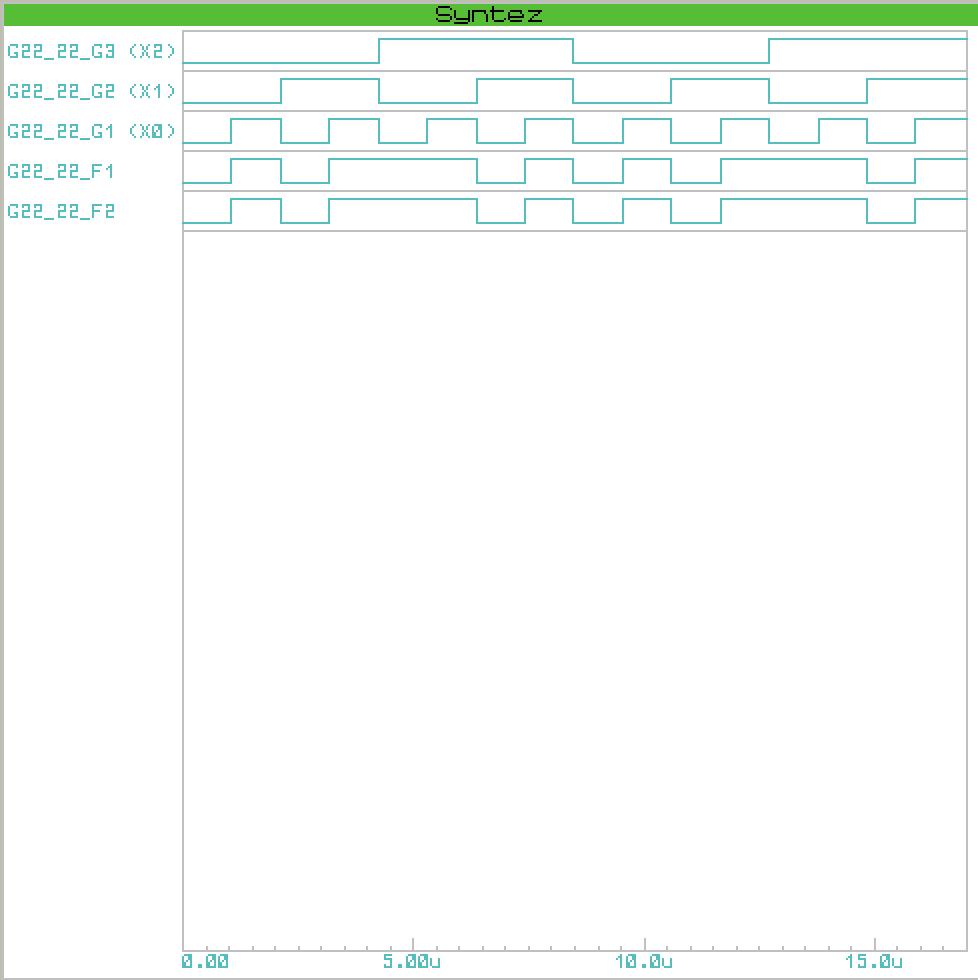 Syntez
G22_22_G3 (X2)
G22_22_G2 (X1)
G22_22_G1 (X0)
G22_22_F1
G22_22_F2
0.00 5.00u 10.0u 15.0u